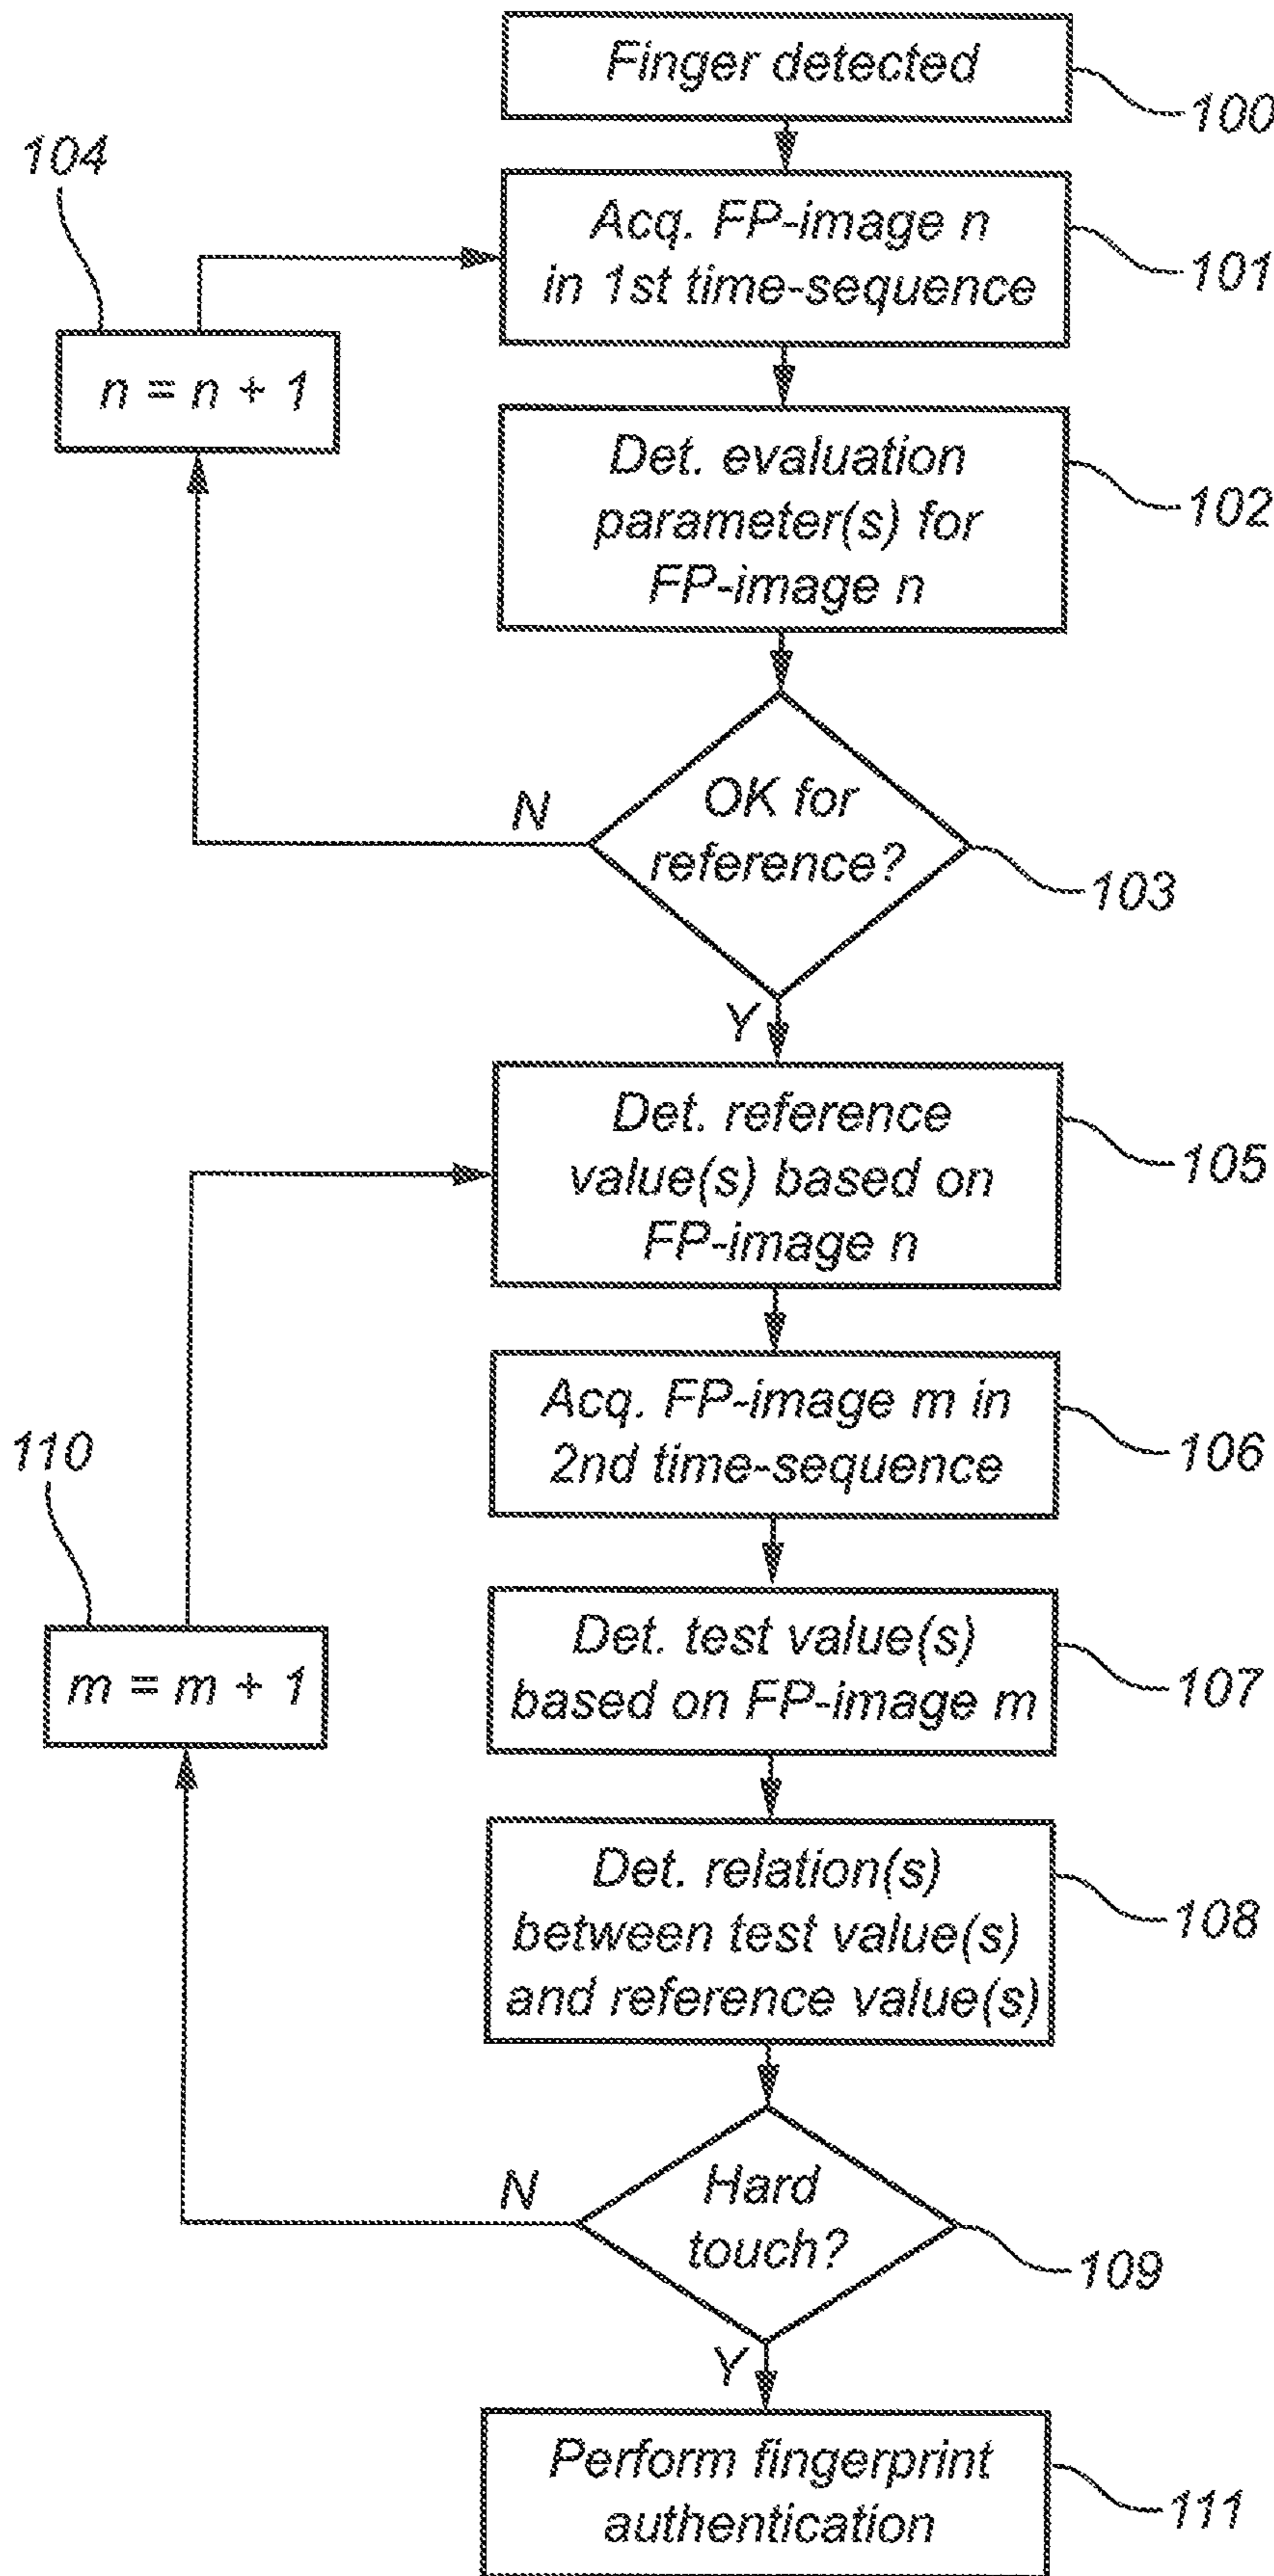 Finger detected
100
104
Acq. FP-image n
in 1st time-sequence
101
n = n + 1
Det. evaluation
parameter(s) for
FP-image n
102
N
OK for
reference?
103
Y
Det. reference
value(s) based on
FP-image n
105
Acq. FP-image m in
2nd time-sequence
106
110
Det. test value(s)
based on FP-image m
107
m = m + 1
Det. relation(s)
between test value(s)
and reference value(s)
108
N
Hard
touch?
109
Y
Perform fingerprint
authentication
111